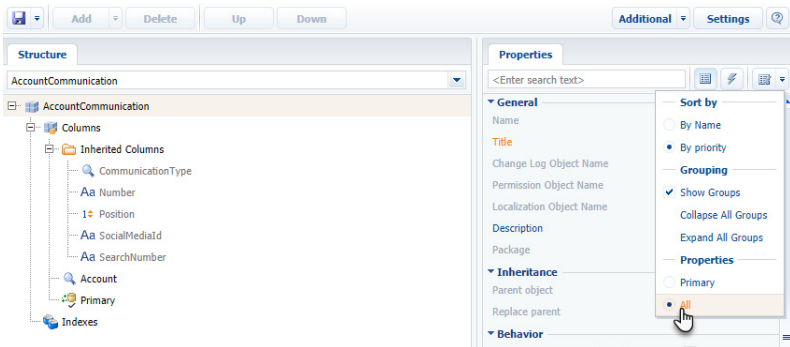 Add Delete Up Down Additional Settings
Structure
AccountCommunication
AccountCommunication
Columns
Inherited Columns
CommunicationType
Aa Number
Position
Aa SocialMediaId
Aa SearchNumber
Account
Primary
Indexes
Properties
<Enter search text>
General
Name
Title
Change Log Object Name
Permission Object Name
Localization Object Name
Description
Package
Inheritance
Parent object
Replace parent
Behavior
Sort by
By Name
By priority
Grouping
Show Groups
Collapse All Groups
Expand All Groups
Properties
Primary
All